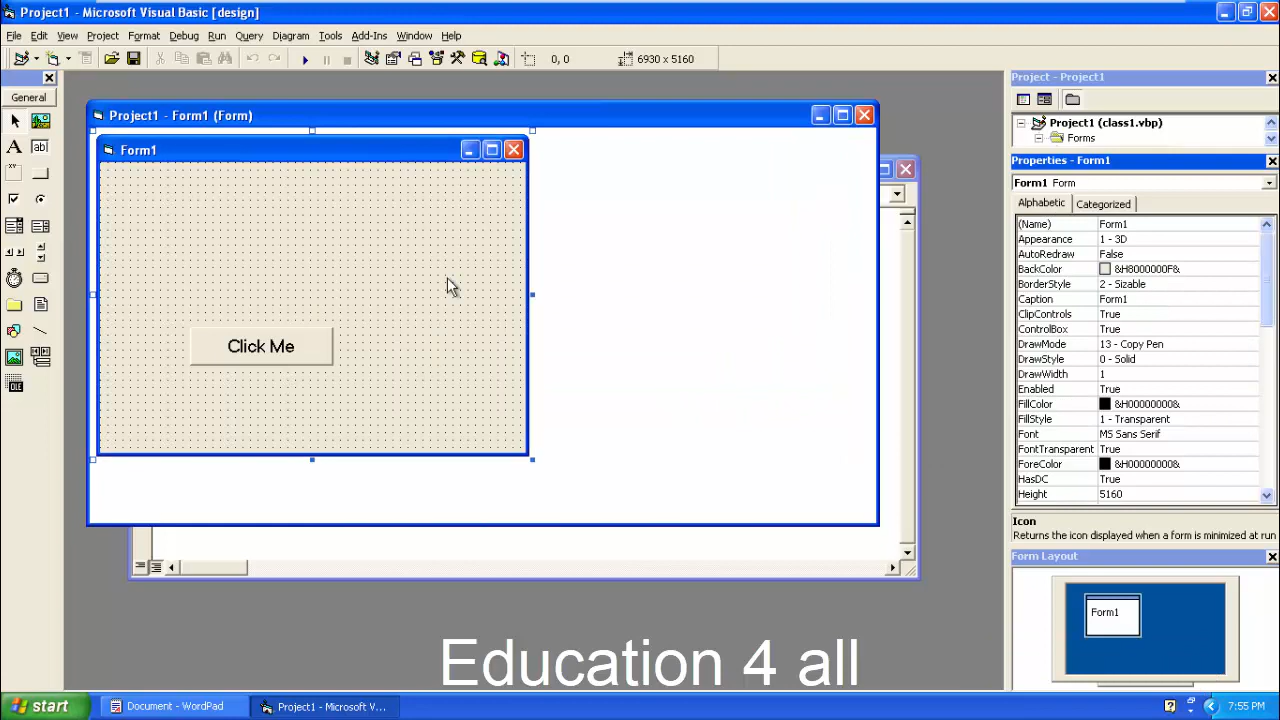 Project1 - Microsoft Visual Basic [design]
File Edit View Project Format Debug Run Query Diagram Tools Add-Ins Window Help
0, 0 6930 x 5160
General
A ab|
XY
OLE
Project1 - Form1 (Form)
Form1
Click Me
Project - Project1
Project1 (class1.vbp)
Forms
Properties - Form1
Form1 Form
Alphabetic Categorized
(Name) Form1
Appearance 1 - 3D
AutoRedraw False
BackColor &H8000000F&
BorderStyle 2 - Sizable
Caption Form1
ClipControls True
ControlBox True
DrawMode 13 - Copy Pen
DrawStyle 0 - Solid
DrawWidth 1
Enabled True
FillColor &H00000000&
FillStyle 1 - Transparent
Font MS Sans Serif
FontTransparent True
ForeColor &H00000000&
HasDC True
Height 5160
Icon
Returns the icon displayed when a form is minimized at run
Form Layout
Form1
Education 4 all
start Document - WordPad Project1 - Microsoft V... 7:55 PM